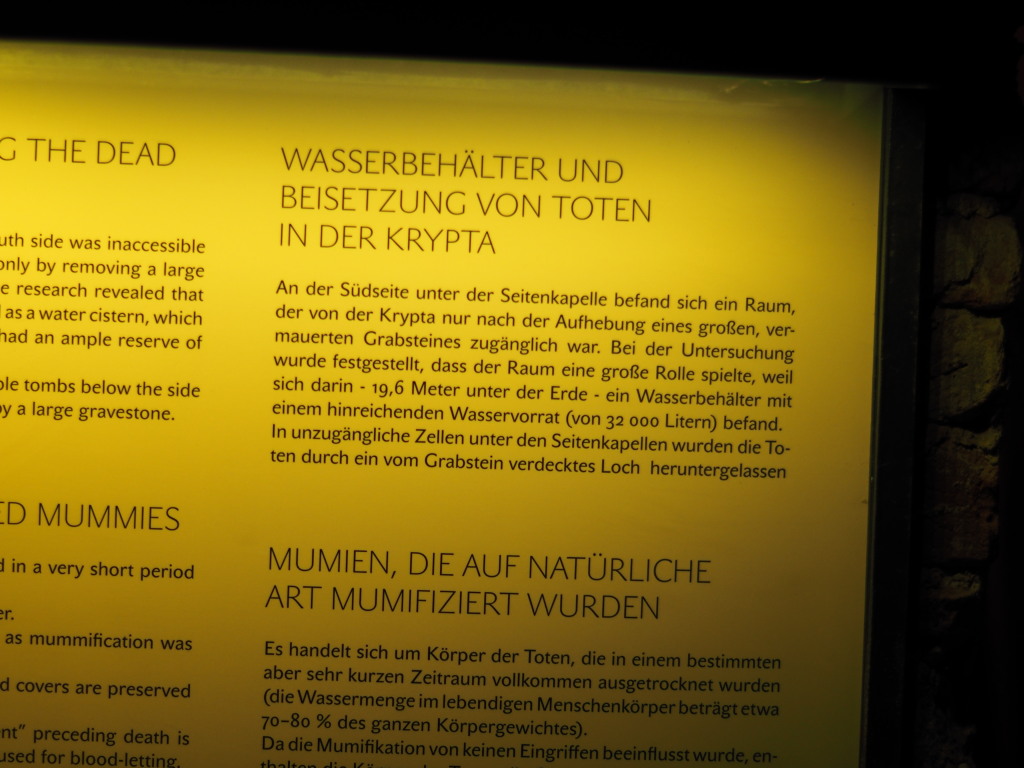 G THE DEAD
uth side was inaccessible
only by removing a large
e research revealed that
as a water cistern, which
had an ample reserve of
ble tombs below the side
by a large gravestone.
ED MUMMIES
d in a very short period
er.
as mummification was
d covers are preserved
nt" preceding death is
used for blood-letting.
WASSERBEHÄLTER UND
BEISETZUNG VON TOTEN
IN DER KRYPTA
An der Südseite unter der Seitenkapelle befand sich ein Raum,
der von der Krypta nur nach der Aufhebung eines großen, ver-
mauerten Grabsteines zugänglich war. Bei der Untersuchung
wurde festgestellt, dass der Raum eine große Rolle spielte, weil
sich darin - 19,6 Meter unter der Erde - ein Wasserbehälter mit
einem hinreichenden Wasservorrat (von 32 000 Litern) befand.
In unzugängliche Zellen unter den Seitenkapellen wurden die To-
ten durch ein vom Grabstein verdecktes Loch heruntergelassen
MUMIEN, DIE AUF NATÜRLICHE
ART MUMIFIZIERT WURDEN
Es handelt sich um Körper der Toten, die in einem bestimmten
aber sehr kurzen Zeitraum vollkommen ausgetrocknet wurden
(die Wassermenge im lebendigen Menschenkörper beträgt etwa
70–80 % des ganzen Körpergewichtes).
Da die Mumifikation von keinen Eingriffen beeinflusst wurde, en-